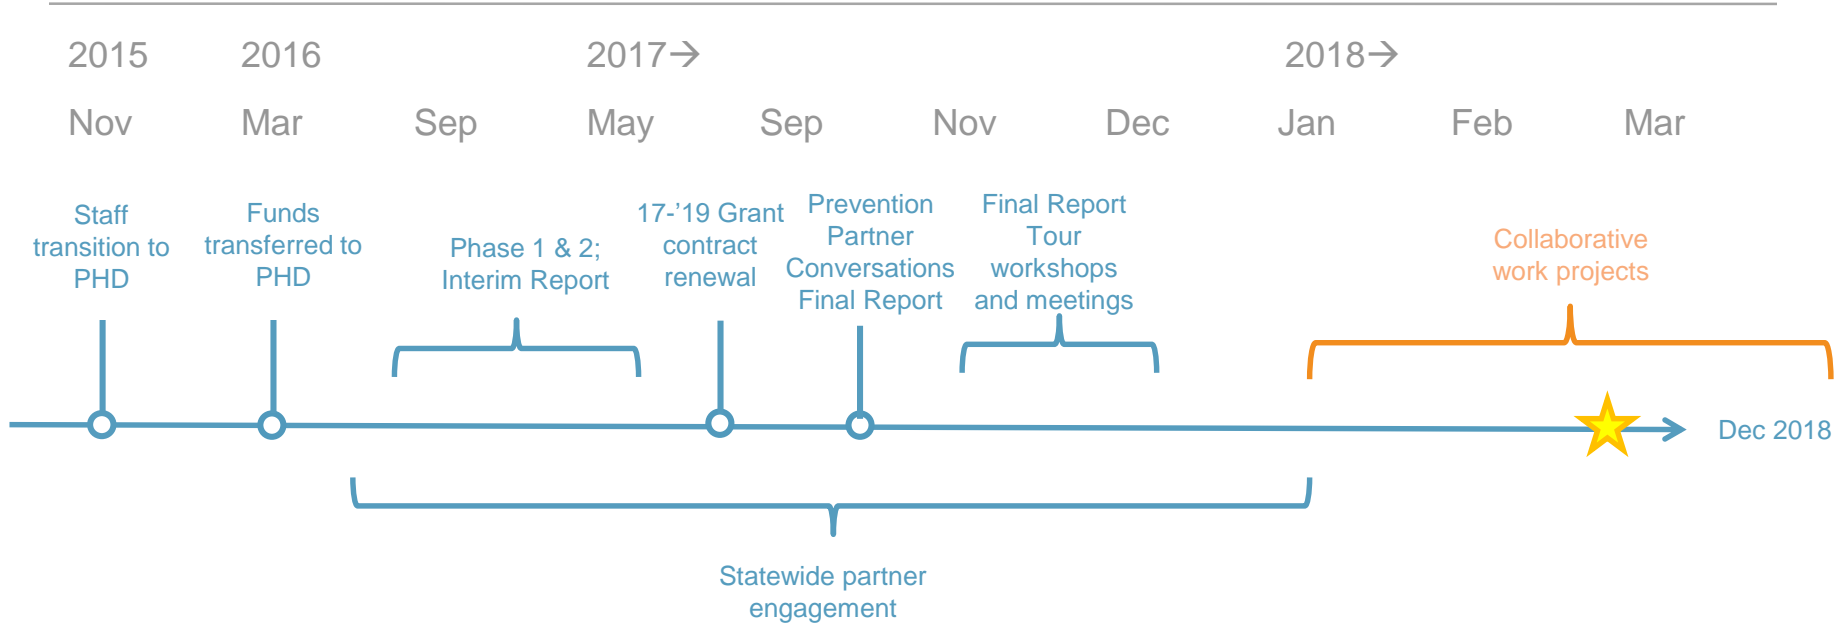 2015 2016 2017→ 2018→
Nov Mar Sep May Sep Nov Dec Jan Feb Mar
Staff
transition to
PHD
Funds
transferred to
PHD
Phase 1 & 2;
Interim Report
17-’19 Grant
contract
renewal
Prevention
Partner
Conversations
Final Report
Final Report
Tour
workshops
and meetings
Collaborative
work projects
Dec 2018
Statewide partner
engagement